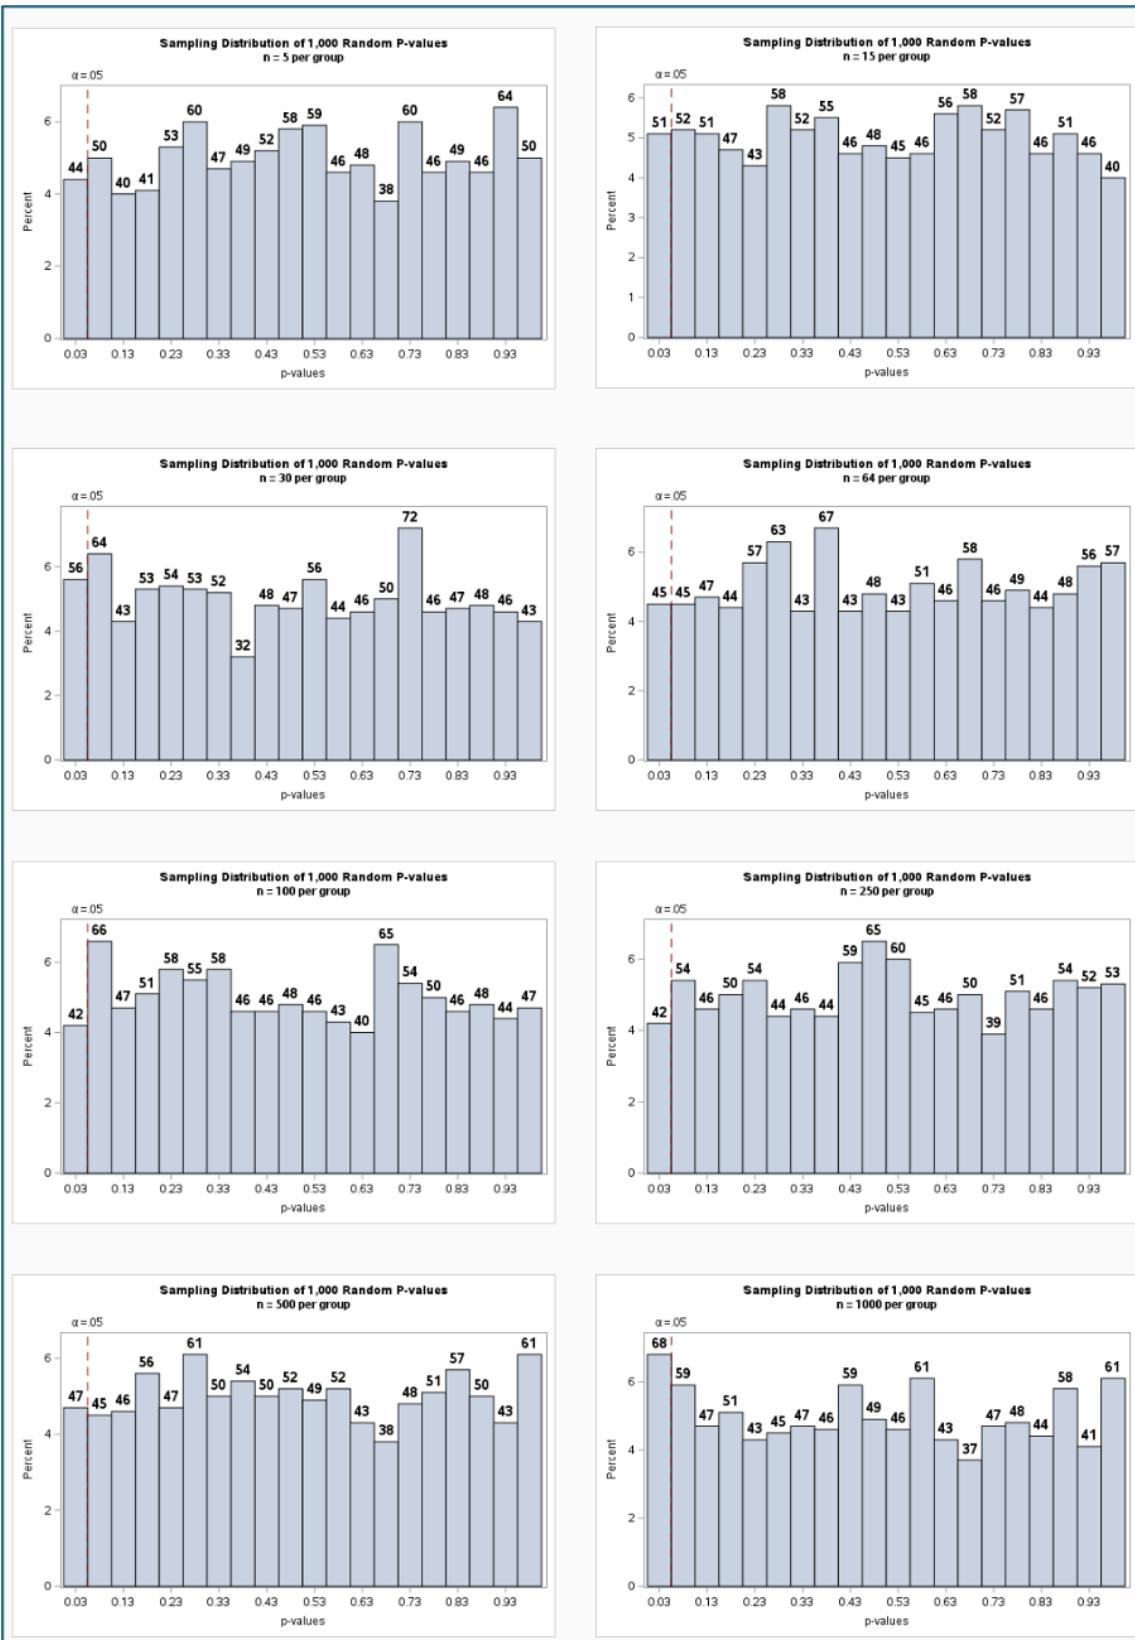 Sampling Distribution of 1,000 Random P-values
n = 5 per group
α=.05
Percent
6
4
2
0
44 50 40 41 53 60 47 49 52 58 59 46 48 38 60 46 49 46 64 50
0.03 0.13 0.23 0.33 0.43 0.53 0.63 0.73 0.83 0.93
p-values
Sampling Distribution of 1,000 Random P-values
n = 15 per group
α=.05
Percent
6
5
4
3
2
1
0
51 52 51 47 43 58 52 55 46 48 45 46 56 58 52 57 46 51 46 40
0.03 0.13 0.23 0.33 0.43 0.53 0.63 0.73 0.83 0.93
p-values
Sampling Distribution of 1,000 Random P-values
n = 30 per group
α=.05
Percent
6
4
2
0
56 64 43 53 54 53 52 32 48 47 56 44 46 50 72 46 47 48 46 43
0.03 0.13 0.23 0.33 0.43 0.53 0.63 0.73 0.83 0.93
p-values
Sampling Distribution of 1,000 Random P-values
n = 64 per group
α=.05
Percent
6
4
2
0
45 45 47 44 57 63 43 67 43 48 43 51 46 58 46 49 44 48 56 57
0.03 0.13 0.23 0.33 0.43 0.53 0.63 0.73 0.83 0.93
p-values
Sampling Distribution of 1,000 Random P-values
n = 100 per group
α=.05
Percent
6
4
2
0
42 66 47 51 58 55 58 46 46 48 46 43 40 65 54 50 46 48 44 47
0.03 0.13 0.23 0.33 0.43 0.53 0.63 0.73 0.83 0.93
p-values
Sampling Distribution of 1,000 Random P-values
n = 250 per group
α=.05
Percent
6
4
2
0
42 54 46 50 54 44 46 44 59 65 60 45 46 50 39 51 46 54 52 53
0.03 0.13 0.23 0.33 0.43 0.53 0.63 0.73 0.83 0.93
p-values
Sampling Distribution of 1,000 Random P-values
n = 500 per group
α=.05
Percent
6
4
2
0
47 45 46 56 47 61 50 54 50 52 49 52 43 38 48 51 57 50 43 61
0.03 0.13 0.23 0.33 0.43 0.53 0.63 0.73 0.83 0.93
p-values
Sampling Distribution of 1,000 Random P-values
n = 1000 per group
α=.05
Percent
6
4
2
0
68 59 47 51 43 45 47 46 59 49 46 61 43 37 47 48 44 58 41 61
0.03 0.13 0.23 0.33 0.43 0.53 0.63 0.73 0.83 0.93
p-values